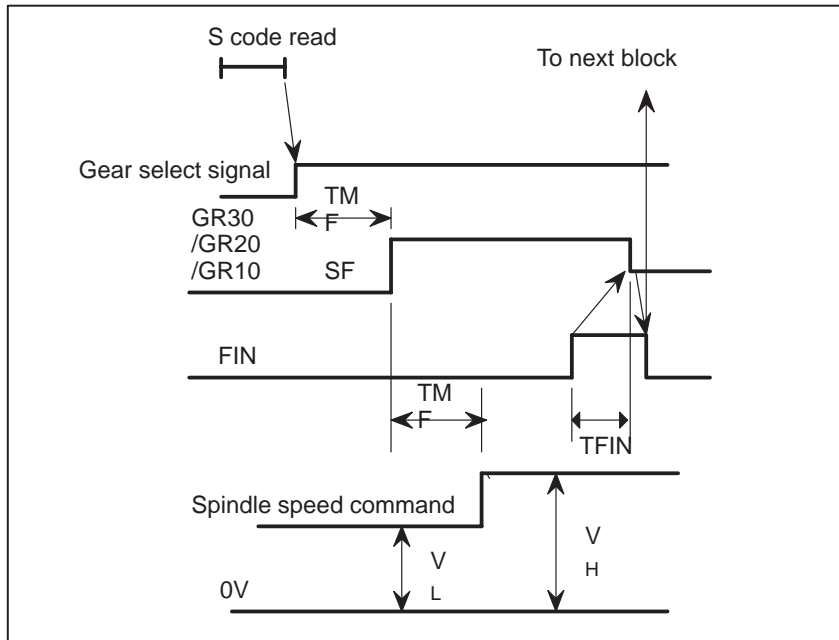 S code read
To next block
Gear select signal
TM
F
GR30
/GR20
/GR10
SF
FIN
TM
F
TFIN
Spindle speed command
V
H
V
L
0V